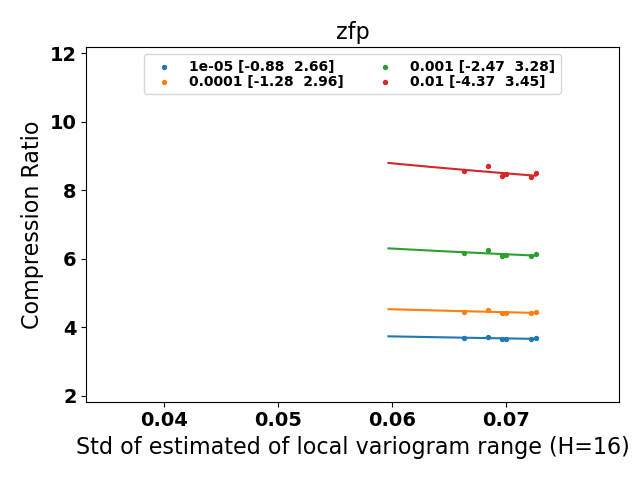 zfp
1e-05 [-0.88  2.66]
0.0001 [-1.28  2.96]
0.001 [-2.47  3.28]
0.01 [-4.37  3.45]
12
10
8
6
4
2
Compression Ratio
0.04 0.05 0.06 0.07
Std of estimated of local variogram range (H=16)